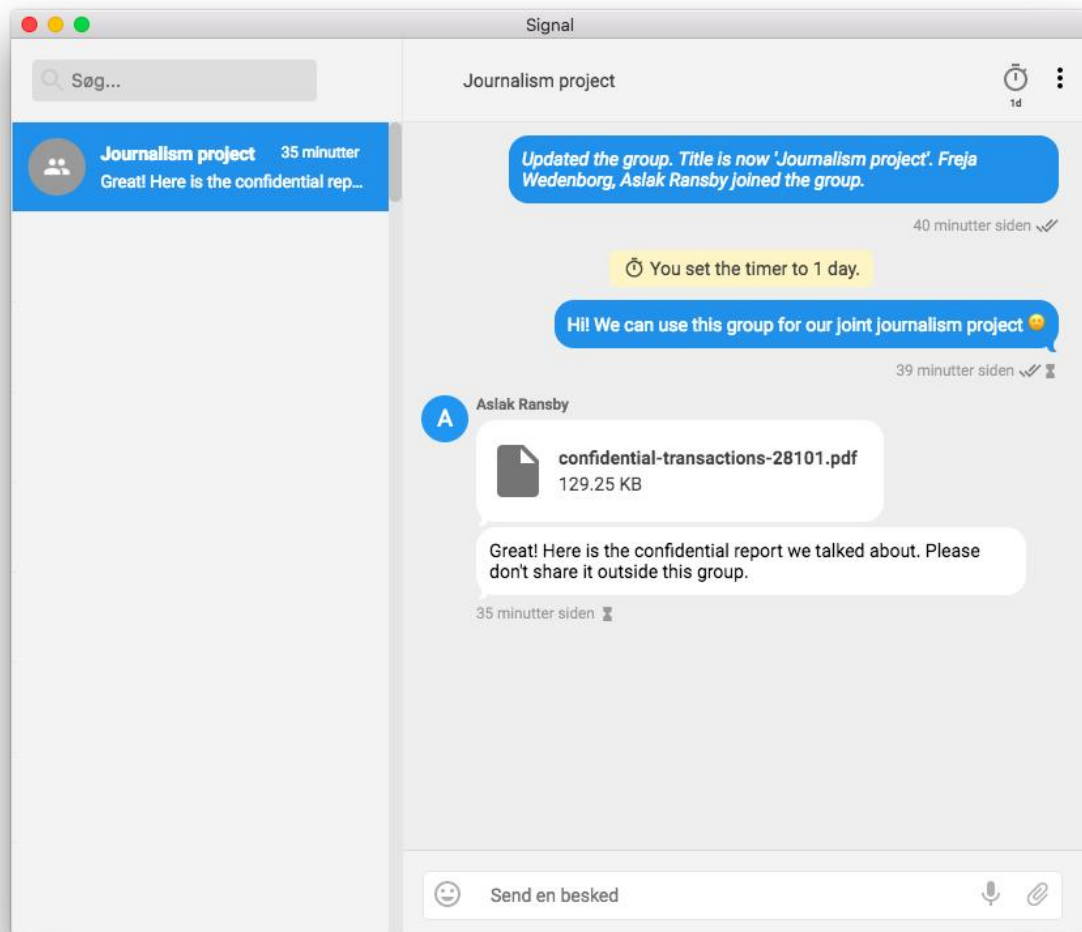 Signal
Søg...
Journalism project
1d
Journalism project 35 minutter
Great! Here is the confidential rep...
Updated the group. Title is now 'Journalism project'. Freja
Wedenborg, Aslak Ransby joined the group.
40 minutter siden
You set the timer to 1 day.
Hi! We can use this group for our joint journalism project
39 minutter siden
Aslak Ransby
A
confidential-transactions-28101.pdf
129.25 KB
Great! Here is the confidential report we talked about. Please
don't share it outside this group.
35 minutter siden
Send en besked